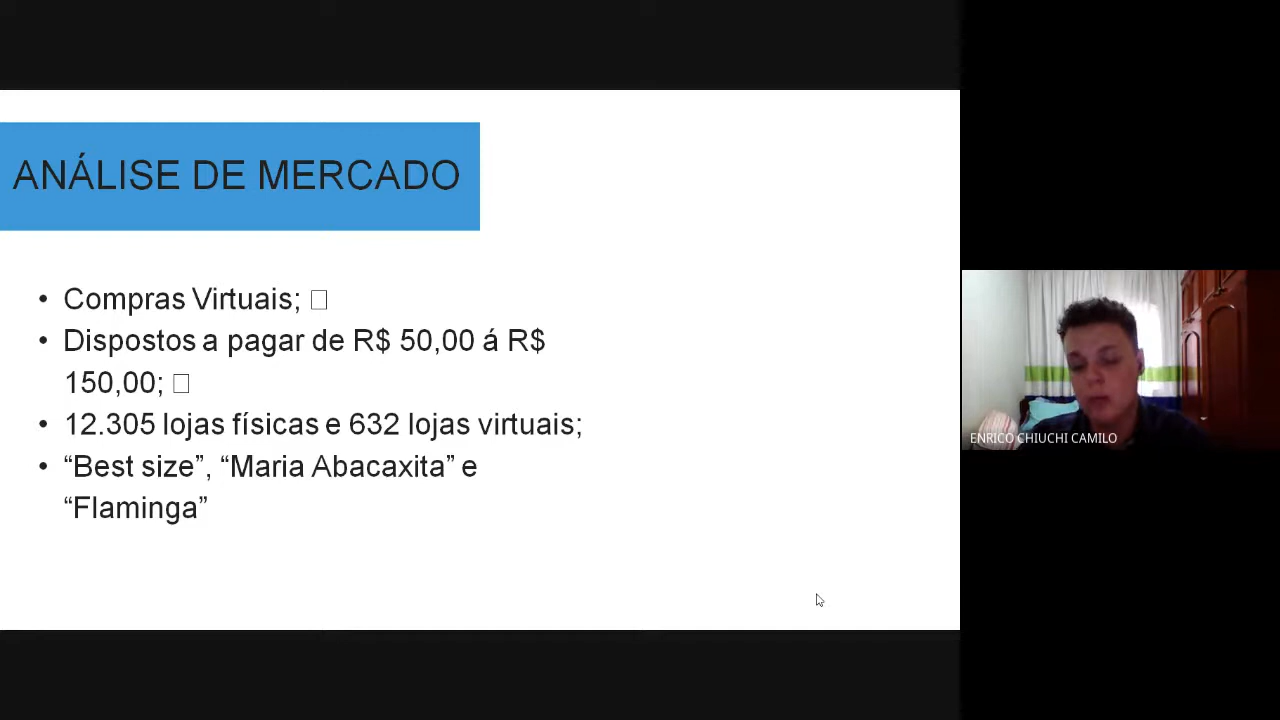 ANÁLISE DE MERCADO
• Compras Virtuais; □
• Dispostos a pagar de R$ 50,00 á R$
150,00; □
• 12.305 lojas físicas e 632 lojas virtuais;
• “Best size”, “Maria Abacaxita” e
“Flaminga”
ENRICO CHIUCHI CAMILO